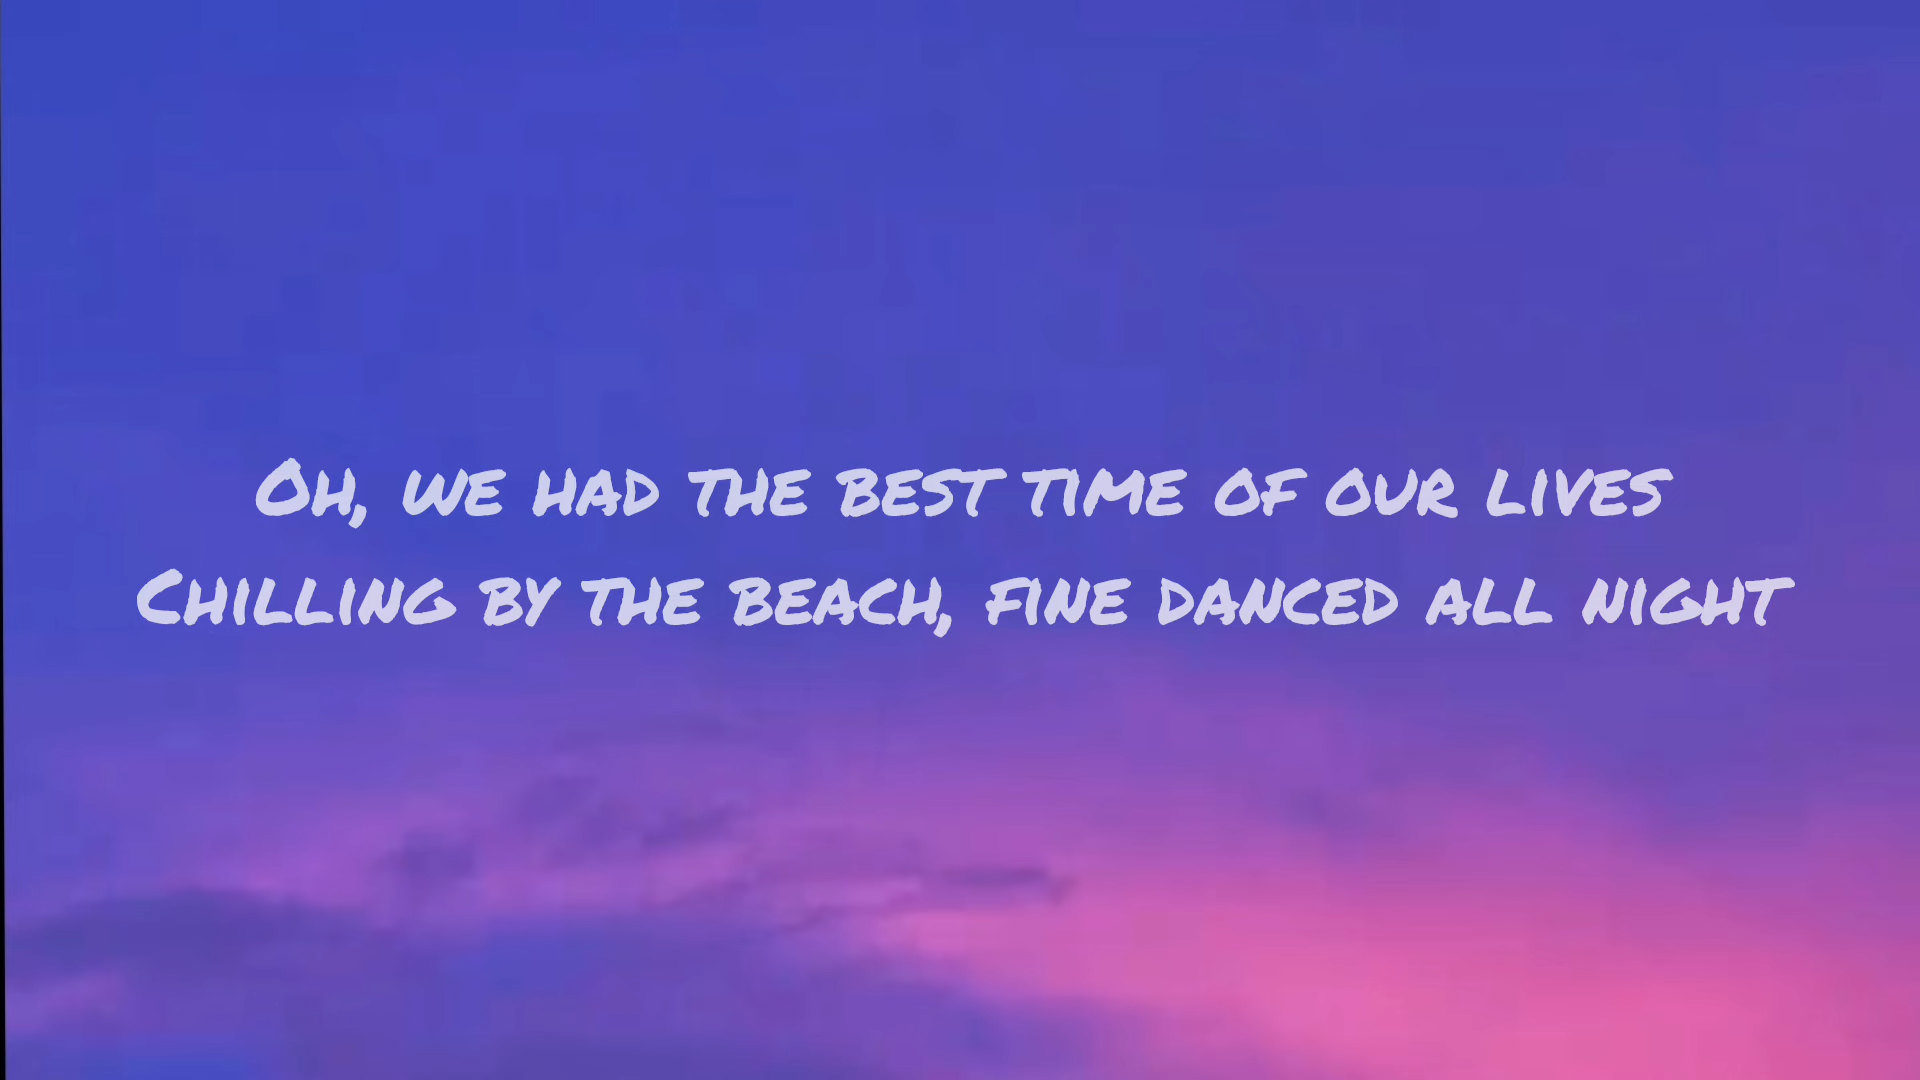 Oh, we had the best time of our lives
Chilling by the beach, fine danced all night